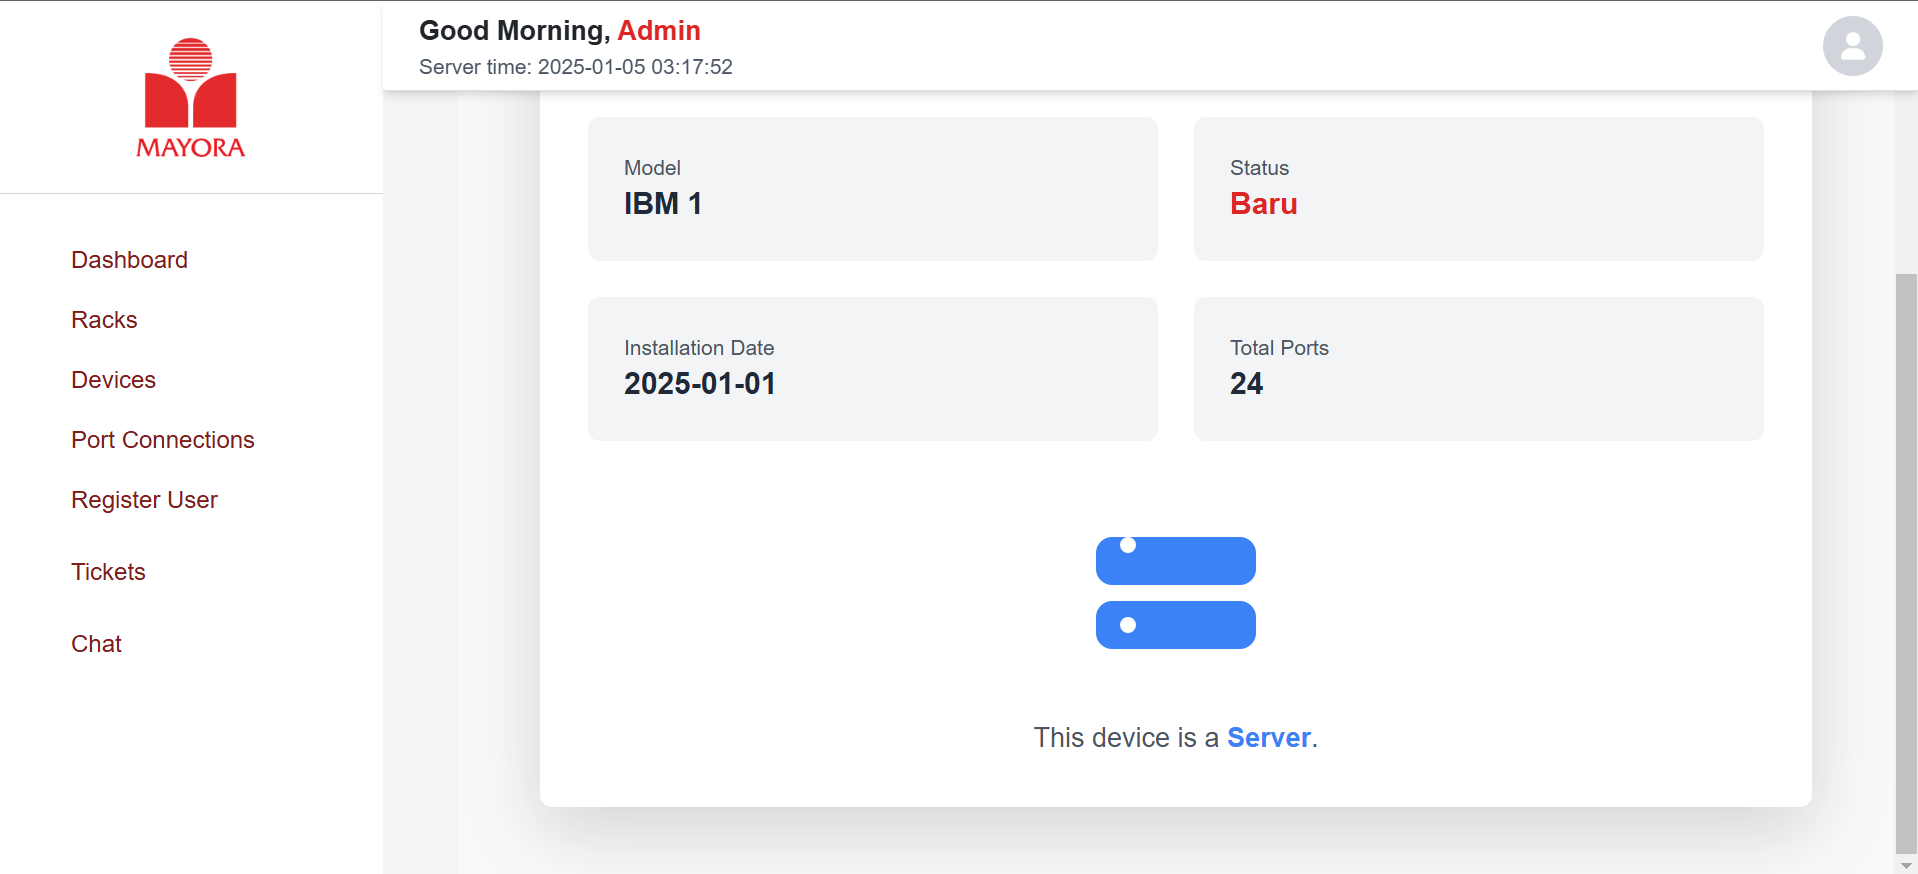 MAYORA
Dashboard
Racks
Devices
Port Connections
Register User
Tickets
Chat
Good Morning, Admin
Server time: 2025-01-05 03:17:52
Model
IBM 1
Status
Baru
Installation Date
2025-01-01
Total Ports
24
This device is a Server.